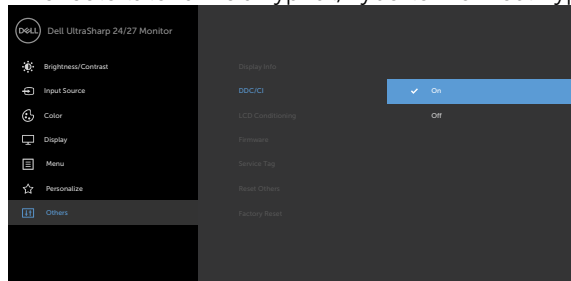 DELL Dell UltraSharp 24/27 Monitor
Brightness/Contrast
Display Info
Input Source
DDC/CI
On
Color
LCD Conditioning
Off
Display
Firmware
Menu
Service Tag
Personalize
Reset Others
Others
Factory Reset